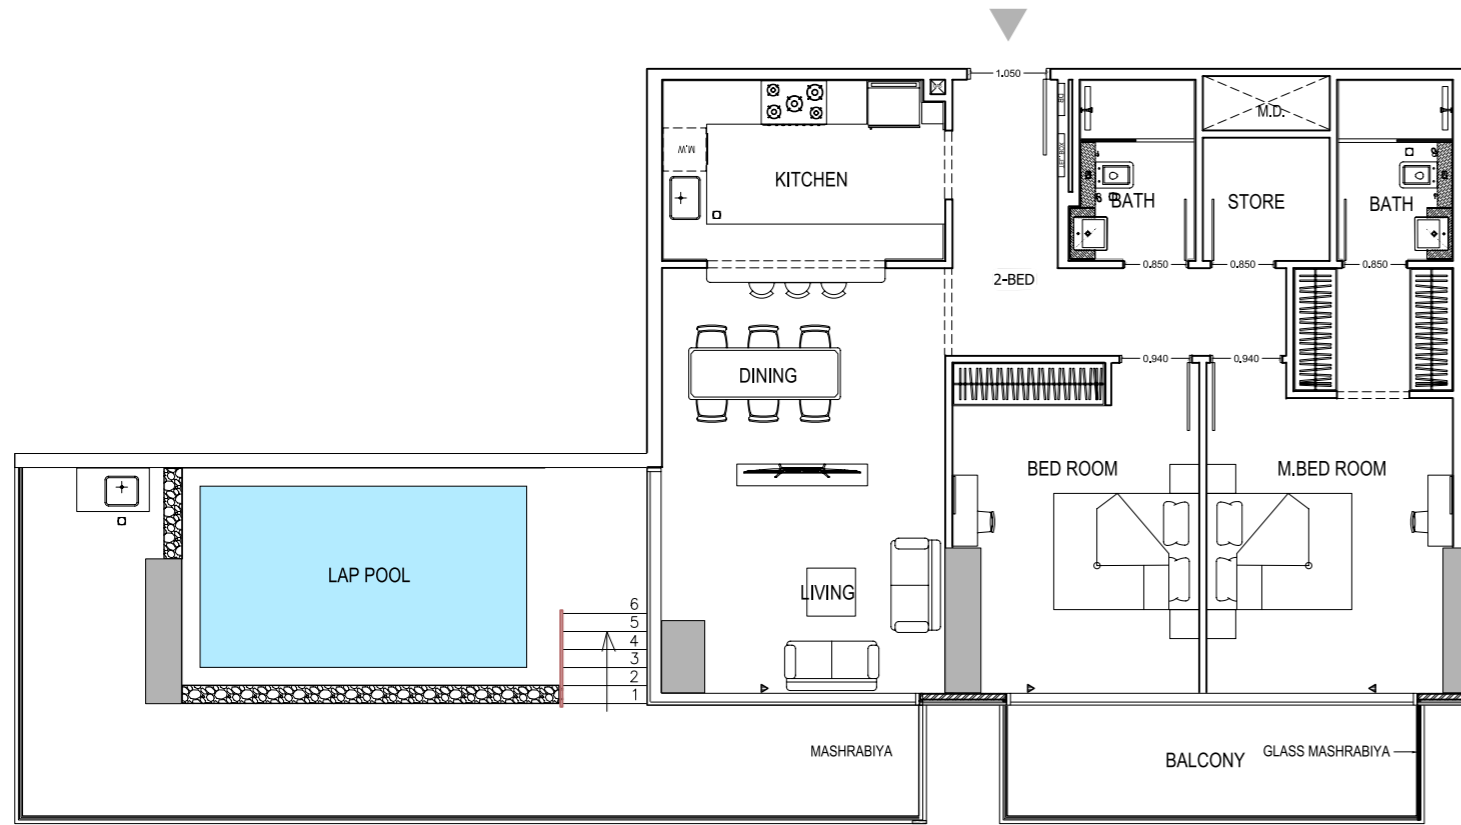 1.050
M.D.
M.W
KITCHEN
BATH
STORE
BATH
0.850
0.850
0.850
2-BED
0.940
0.940
DINING
BED ROOM
M.BED ROOM
LAP POOL
LIVING
6
5
4
3
2
1
MASHRABIYA
BALCONY
GLASS MASHRABIYA